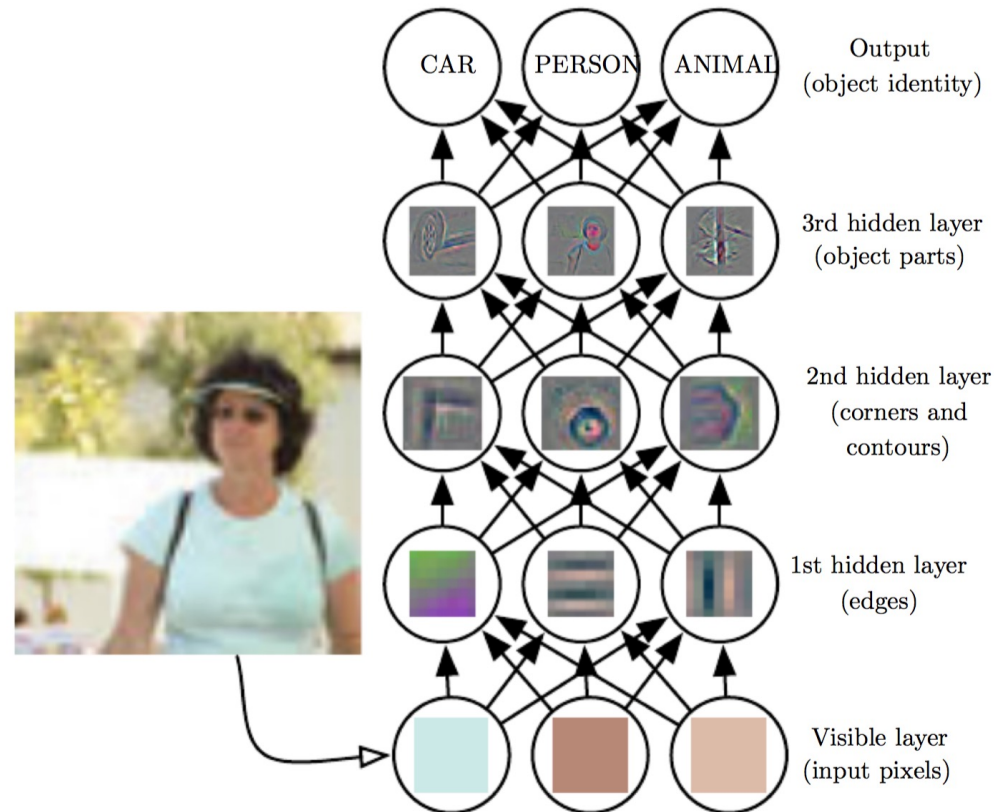 CAR
PERSON
ANIMAL
Output
(object identity)
3rd hidden layer
(object parts)
2nd hidden layer
(corners and
contours)
1st hidden layer
(edges)
Visible layer
(input pixels)